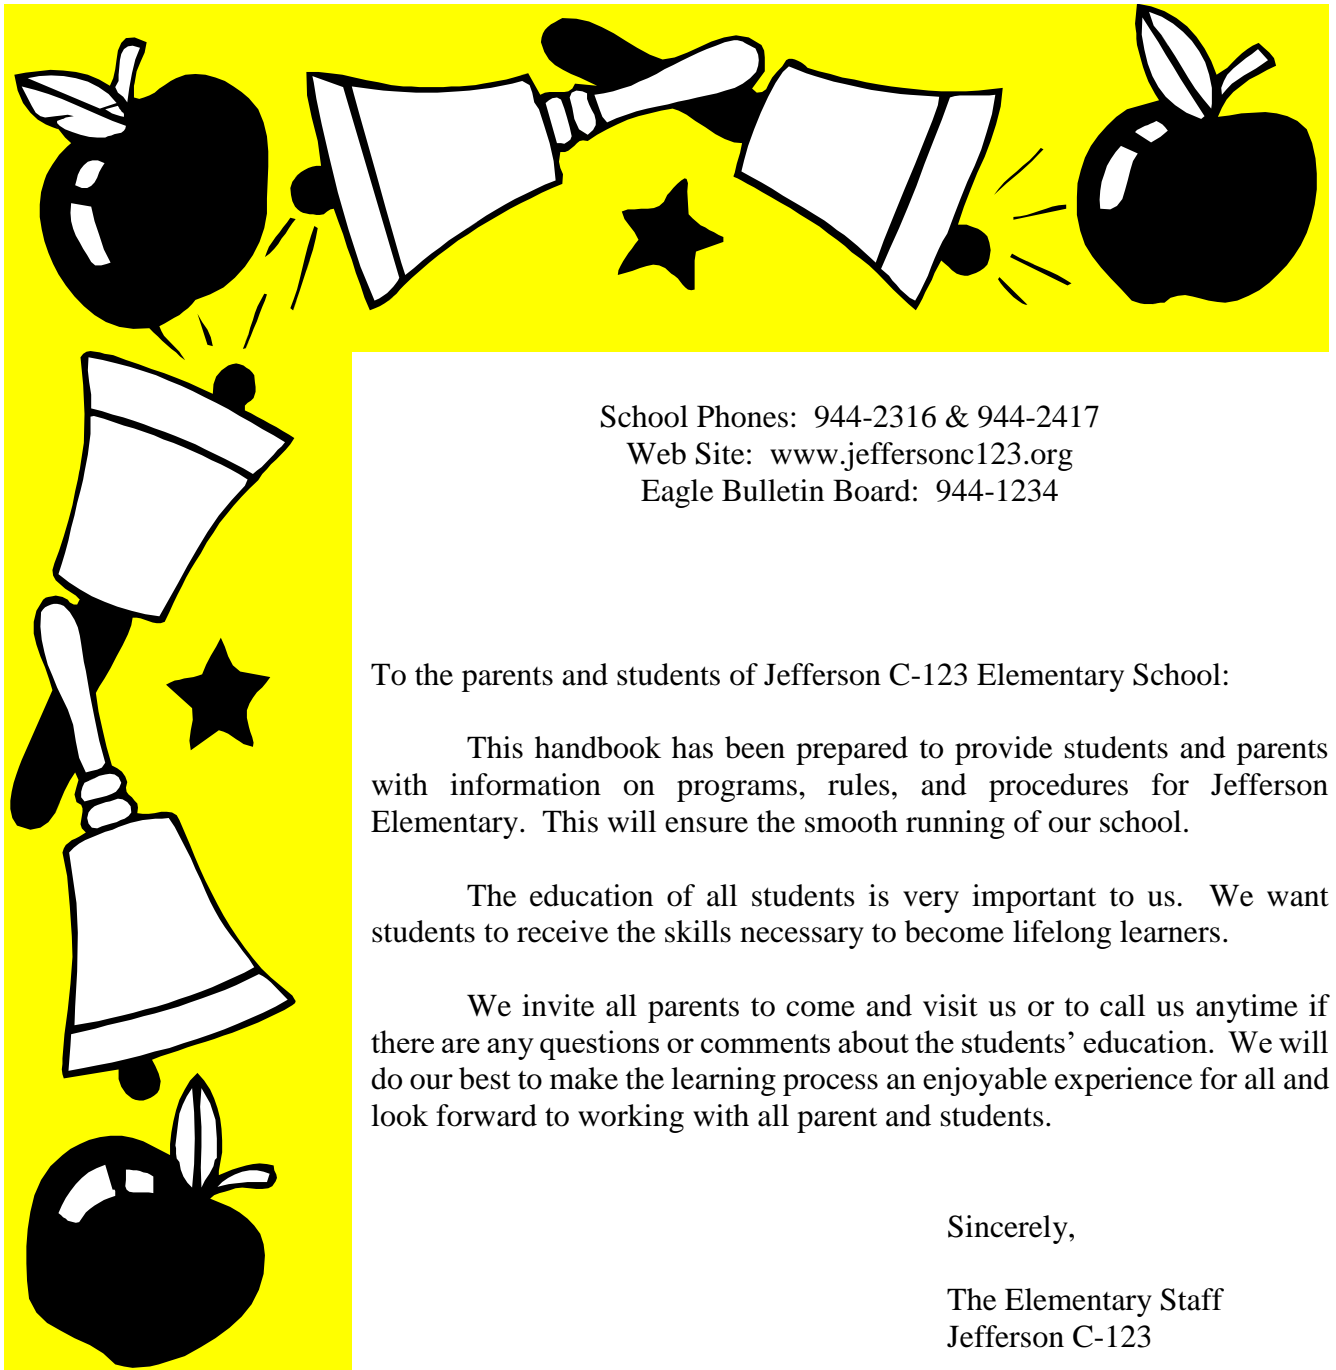 School Phones:  944-2316 & 944-2417
Web Site:  www.jeffersonc123.org
Eagle Bulletin Board:  944-1234
To the parents and students of Jefferson C-123 Elementary School:
This handbook has been prepared to provide students and parents
with information on programs, rules, and procedures for Jefferson
Elementary.  This will ensure the smooth running of our school.
The education of all students is very important to us.  We want
students to receive the skills necessary to become lifelong learners.
We invite all parents to come and visit us or to call us anytime if
there are any questions or comments about the students’ education.  We will
do our best to make the learning process an enjoyable experience for all and
look forward to working with all parent and students.
Sincerely,
The Elementary Staff
Jefferson C-123